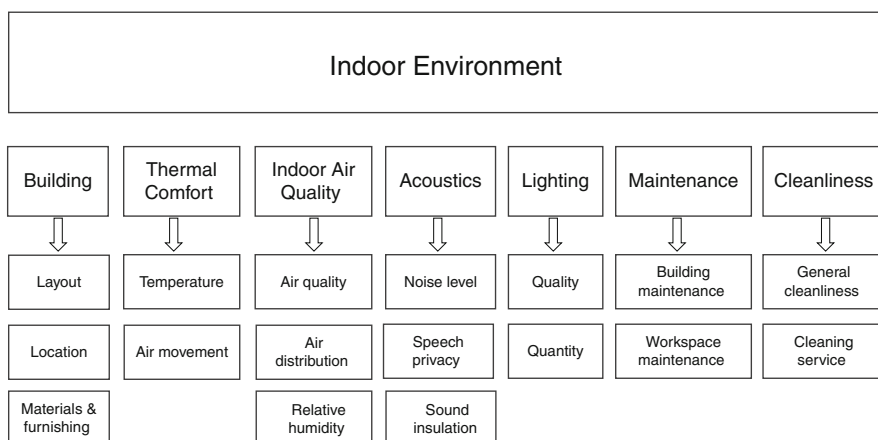 Indoor Environment
Building
Thermal
Comfort
Indoor Air
Quality
Acoustics
Lighting
Maintenance
Cleanliness
Layout
Temperature
Air quality
Noise level
Quality
Building
maintenance
General
cleanliness
Location
Air movement
Air
distribution
Speech
privacy
Quantity
Workspace
maintenance
Cleaning
service
Materials &
furnishing
Relative
humidity
Sound
insulation